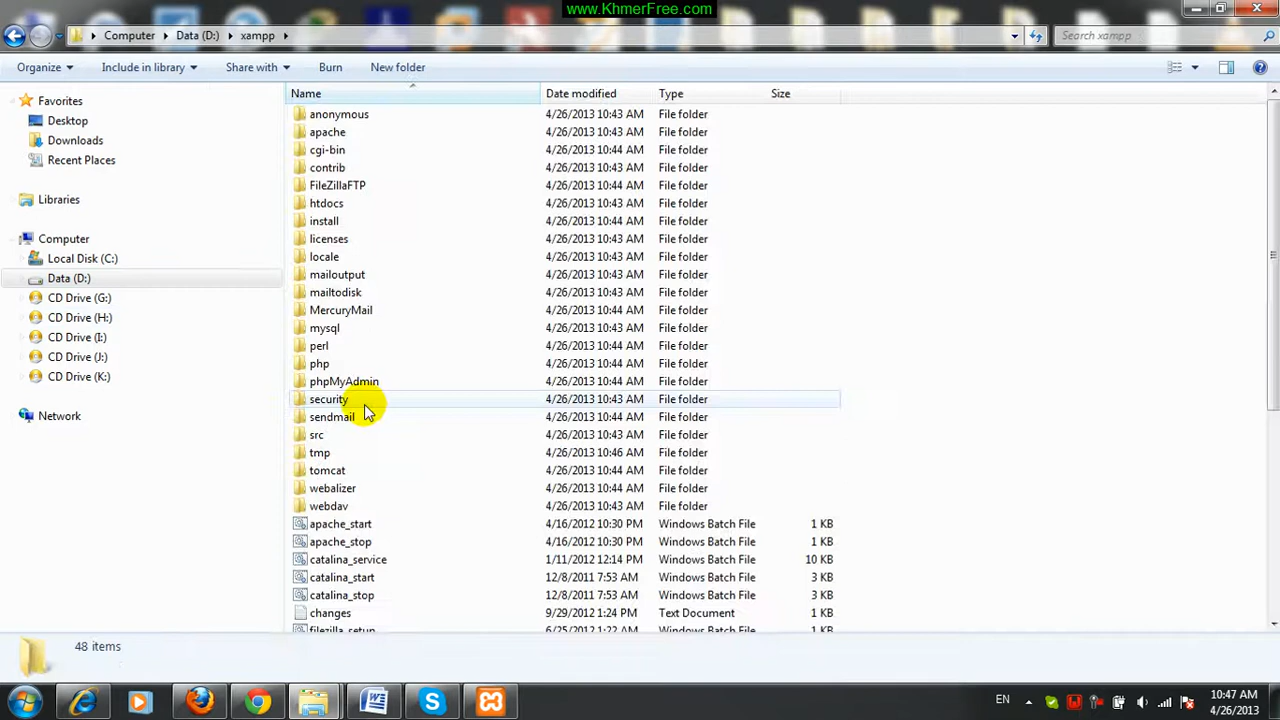 www.KhmerFree.com
Computer Data (D:) xampp Search xampp
Organize Include in library Share with Burn New folder
Name Date modified Type Size
Favorites
Desktop
Downloads
Recent Places
Libraries
Computer
Local Disk (C:)
Data (D:)
CD Drive (G:)
CD Drive (H:)
CD Drive (I:)
CD Drive (J:)
CD Drive (K:)
Network
anonymous 4/26/2013 10:43 AM File folder
apache 4/26/2013 10:43 AM File folder
cgi-bin 4/26/2013 10:44 AM File folder
contrib 4/26/2013 10:43 AM File folder
FileZillaFTP 4/26/2013 10:44 AM File folder
htdocs 4/26/2013 10:43 AM File folder
install 4/26/2013 10:44 AM File folder
licenses 4/26/2013 10:43 AM File folder
locale 4/26/2013 10:44 AM File folder
mailoutput 4/26/2013 10:43 AM File folder
mailtodisk 4/26/2013 10:43 AM File folder
MercuryMail 4/26/2013 10:44 AM File folder
mysql 4/26/2013 10:43 AM File folder
perl 4/26/2013 10:44 AM File folder
php 4/26/2013 10:44 AM File folder
phpMyAdmin 4/26/2013 10:44 AM File folder
security 4/26/2013 10:43 AM File folder
sendmail 4/26/2013 10:44 AM File folder
src 4/26/2013 10:43 AM File folder
tmp 4/26/2013 10:46 AM File folder
tomcat 4/26/2013 10:44 AM File folder
webalizer 4/26/2013 10:44 AM File folder
webdav 4/26/2013 10:43 AM File folder
apache_start 4/16/2012 10:30 PM Windows Batch File 1 KB
apache_stop 4/16/2012 10:30 PM Windows Batch File 1 KB
catalina_service 1/11/2012 12:14 PM Windows Batch File 10 KB
catalina_start 12/8/2011 7:53 AM Windows Batch File 3 KB
catalina_stop 12/8/2011 7:53 AM Windows Batch File 3 KB
changes 9/29/2012 1:24 PM Text Document 1 KB
filezilla_setup 6/25/2012 1:22 AM Windows Batch File 1 KB
48 items
EN 10:47 AM
4/26/2013